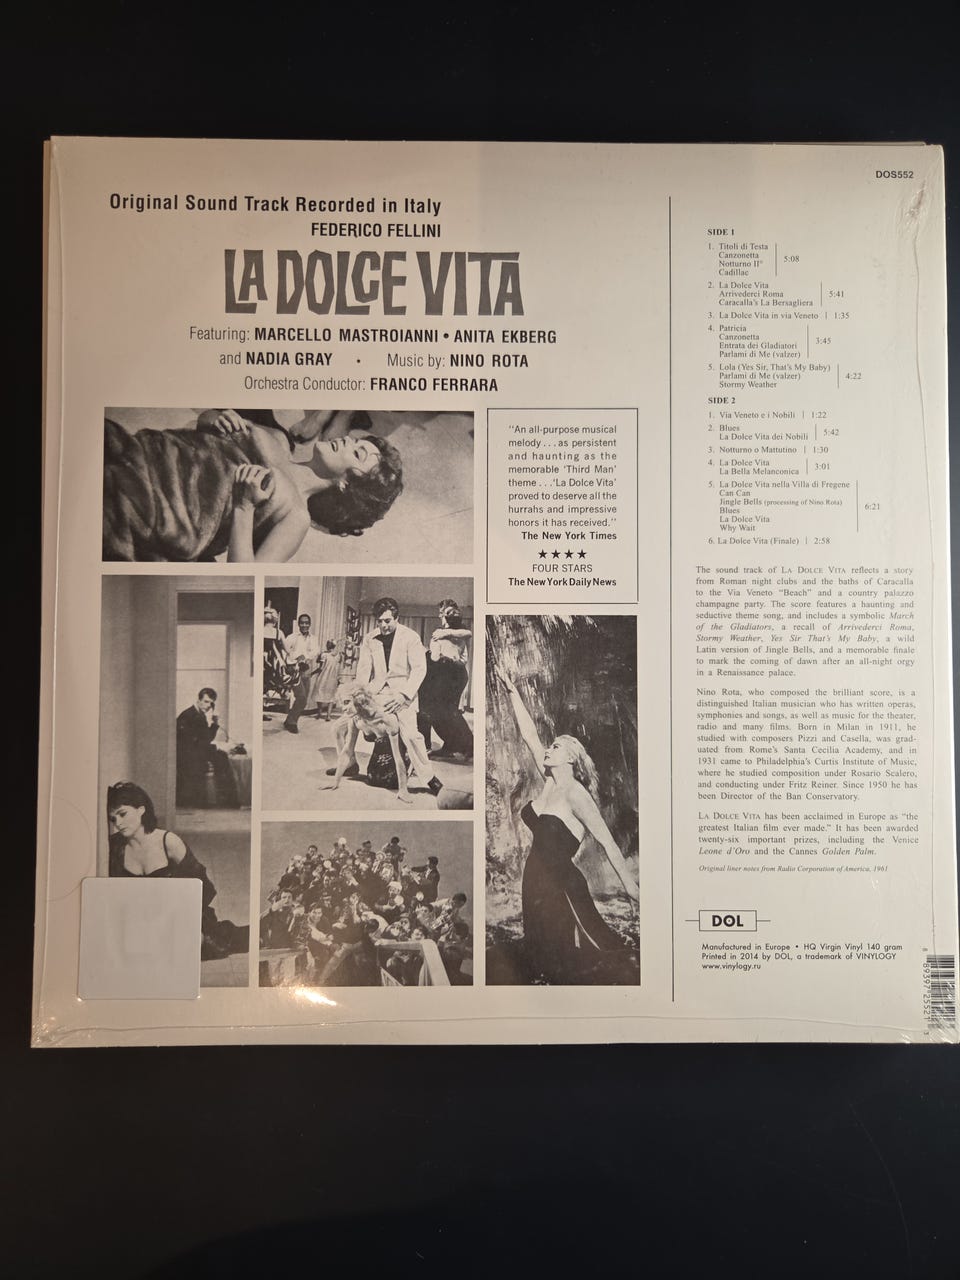 DOS552
Original Sound Track Recorded in Italy
FEDERICO FELLINI
LA DOLCE VITA
Featuring: MARCELLO MASTROIANNI • ANITA EKBERG
and NADIA GRAY • Music by: NINO ROTA
Orchestra Conductor: FRANCO FERRARA
"An all-purpose musical
melody . . . as persistent
and haunting as the
memorable 'Third Man'
theme . . . 'La Dolce Vita'
proved to deserve all the
hurrahs and impressive
honors it has received."
The New York Times
★★★★
FOUR STARS
The New York Daily News
SIDE 1
1. Titoli di Testa
Canzonetta
Notturno II°
Cadillac
5:08
2. La Dolce Vita
Arrivederci Roma
Caracalla's La Bersagliera
5:41
3. La Dolce Vita in via Veneto | 1:35
4. Patricia
Canzonetta
Entrata dei Gladiatori
Parlami di Me (valzer)
3:45
5. Lola (Yes Sir, That's My Baby)
Parlami di Me (valzer)
Stormy Weather
4:22
SIDE 2
1. Via Veneto e i Nobili | 1:22
2. Blues
La Dolce Vita dei Nobili
5:42
3. Notturno o Mattutino | 1:30
4. La Dolce Vita
La Bella Melanconica
3:01
5. La Dolce Vita nella Villa di Fregene
Can Can
Jingle Bells (processing of Nino Rota)
Blues
La Dolce Vita
Why Wait
6:21
6. La Dolce Vita (Finale) | 2:58
The sound track of LA DOLCE VITA reflects a story
from Roman night clubs and the baths of Caracalla
to the Via Veneto "Beach" and a country palazzo
champagne party. The score features a haunting and
seductive theme song, and includes a symbolic March
of the Gladiators, a recall of Arrivederci Roma,
Stormy Weather, Yes Sir That's My Baby, a wild
Latin version of Jingle Bells, and a memorable finale
to mark the coming of dawn after an all-night orgy
in a Renaissance palace.
Nino Rota, who composed the brilliant score, is a
distinguished Italian musician who has written operas,
symphonies and songs, as well as music for the theater,
radio and many films. Born in Milan in 1911, he
studied with composers Pizzi and Casella, was grad-
uated from Rome's Santa Cecilia Academy, and in
1931 came to Philadelphia's Curtis Institute of Music,
where he studied composition under Rosario Scalero,
and conducting under Fritz Reiner. Since 1950 he has
been Director of the Ban Conservatory.
LA DOLCE VITA has been acclaimed in Europe as "the
greatest Italian film ever made." It has been awarded
twenty-six important prizes, including the Venice
Leone d'Oro and the Cannes Golden Palm.
Original liner notes from Radio Corporation of America, 1961
DOL
Manufactured in Europe • HQ Virgin Vinyl 140 gram
Printed in 2014 by DOL, a trademark of VINYLOGY
www.vinylogy.ru
8 89397 25521 3